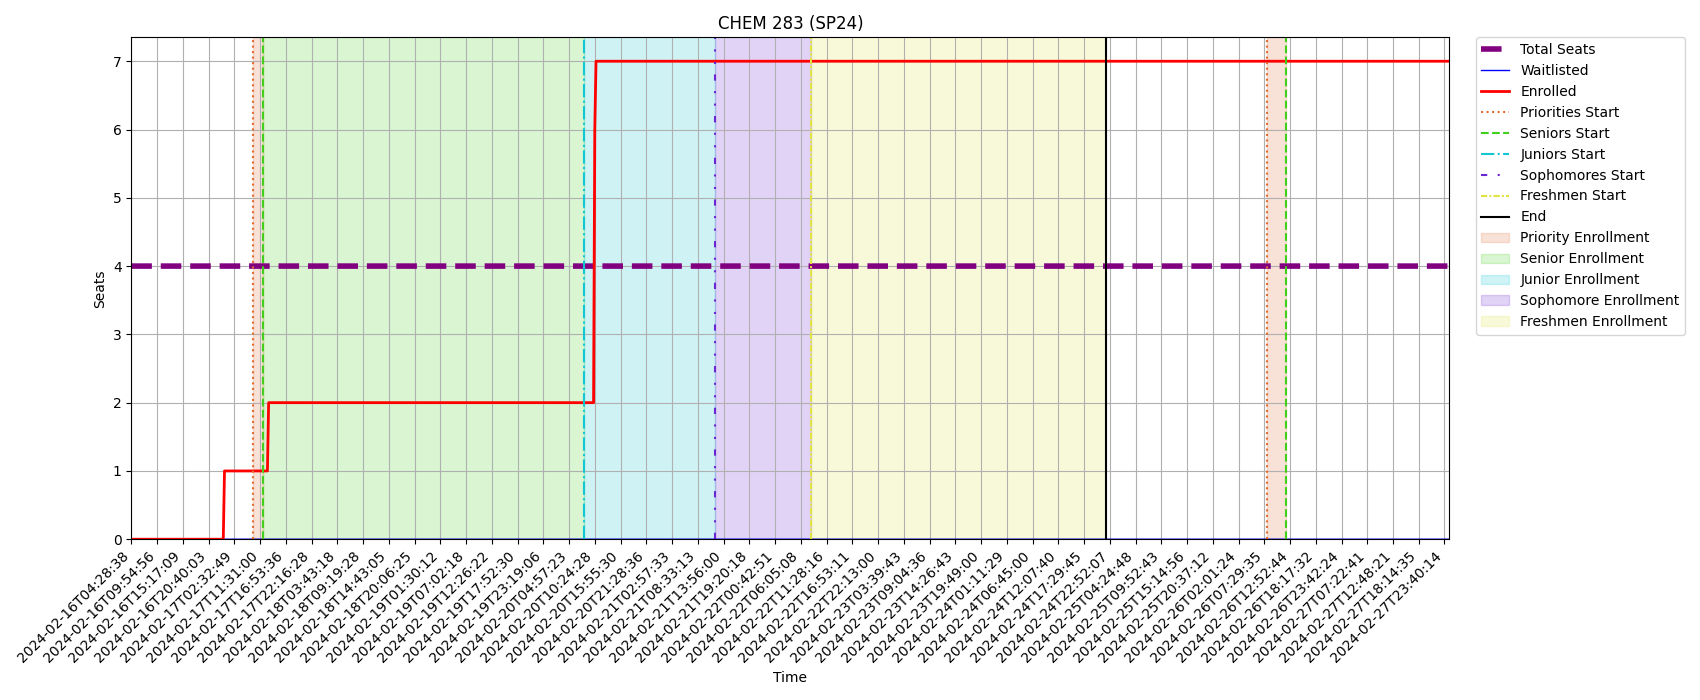 CHEM 283 (SP24)
Seats
7
6
5
4
3
2
1
0
2024-02-16T04:28:38
2024-02-16T09:54:56
2024-02-16T15:17:09
2024-02-16T20:40:03
2024-02-17T02:32:49
2024-02-17T11:31:00
2024-02-17T16:53:36
2024-02-17T22:16:28
2024-02-18T03:43:18
2024-02-18T09:19:28
2024-02-18T14:43:05
2024-02-18T20:06:25
2024-02-19T01:30:12
2024-02-19T07:02:18
2024-02-19T12:26:22
2024-02-19T17:52:30
2024-02-19T23:19:06
2024-02-20T04:57:23
2024-02-20T10:24:28
2024-02-20T15:55:30
2024-02-20T21:28:36
2024-02-21T02:57:33
2024-02-21T08:33:13
2024-02-21T13:56:00
2024-02-21T19:20:18
2024-02-22T00:42:51
2024-02-22T06:05:08
2024-02-22T11:28:16
2024-02-22T16:53:11
2024-02-22T22:13:00
2024-02-23T03:39:43
2024-02-23T09:04:36
2024-02-23T14:26:43
2024-02-23T19:49:00
2024-02-24T01:11:29
2024-02-24T06:45:00
2024-02-24T12:07:40
2024-02-24T17:29:45
2024-02-24T22:52:07
2024-02-25T04:24:48
2024-02-25T09:52:43
2024-02-25T15:14:56
2024-02-25T20:37:12
2024-02-26T02:01:24
2024-02-26T07:29:35
2024-02-26T12:52:44
2024-02-26T18:17:32
2024-02-26T23:42:24
2024-02-27T07:22:41
2024-02-27T12:48:21
2024-02-27T18:14:35
2024-02-27T23:40:14
Time
Total Seats
Waitlisted
Enrolled
Priorities Start
Seniors Start
Juniors Start
Sophomores Start
Freshmen Start
End
Priority Enrollment
Senior Enrollment
Junior Enrollment
Sophomore Enrollment
Freshmen Enrollment